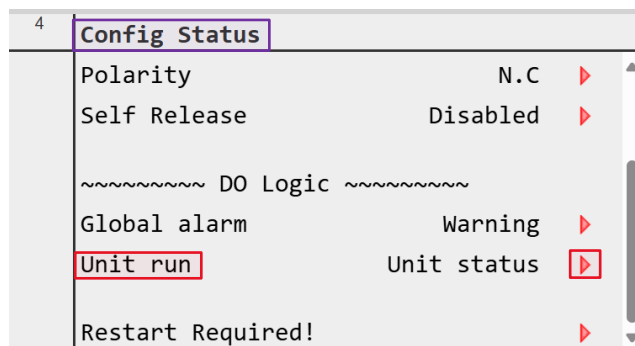 4
Config Status
Polarity N.C
Self Release Disabled
~~~~~~~~~ DO Logic ~~~~~~~~~
Global alarm Warning
Unit run Unit status
Restart Required!